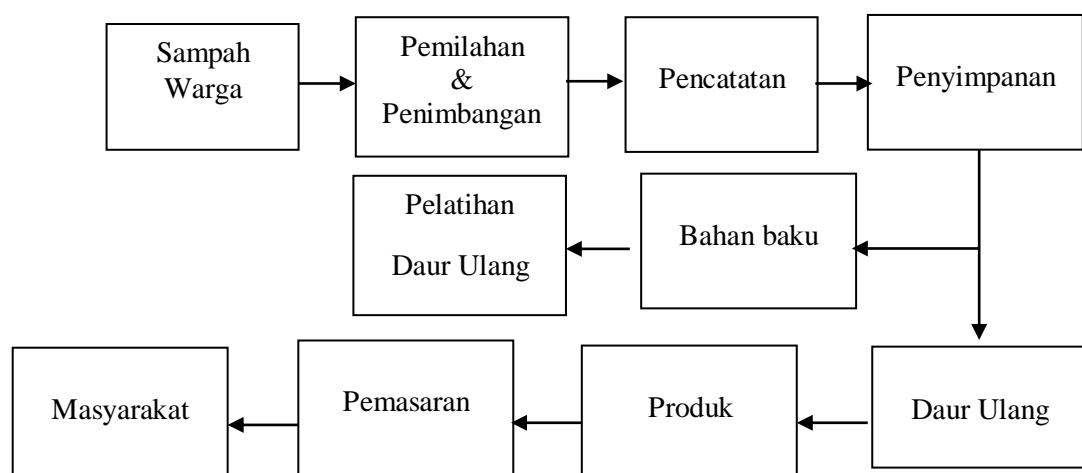 Sampah
Warga
Pemilahan
&
Penimbangan
Pencatatan
Penyimpanan
Pelatihan
Daur Ulang
Bahan baku
Masyarakat
Pemasaran
Produk
Daur Ulang